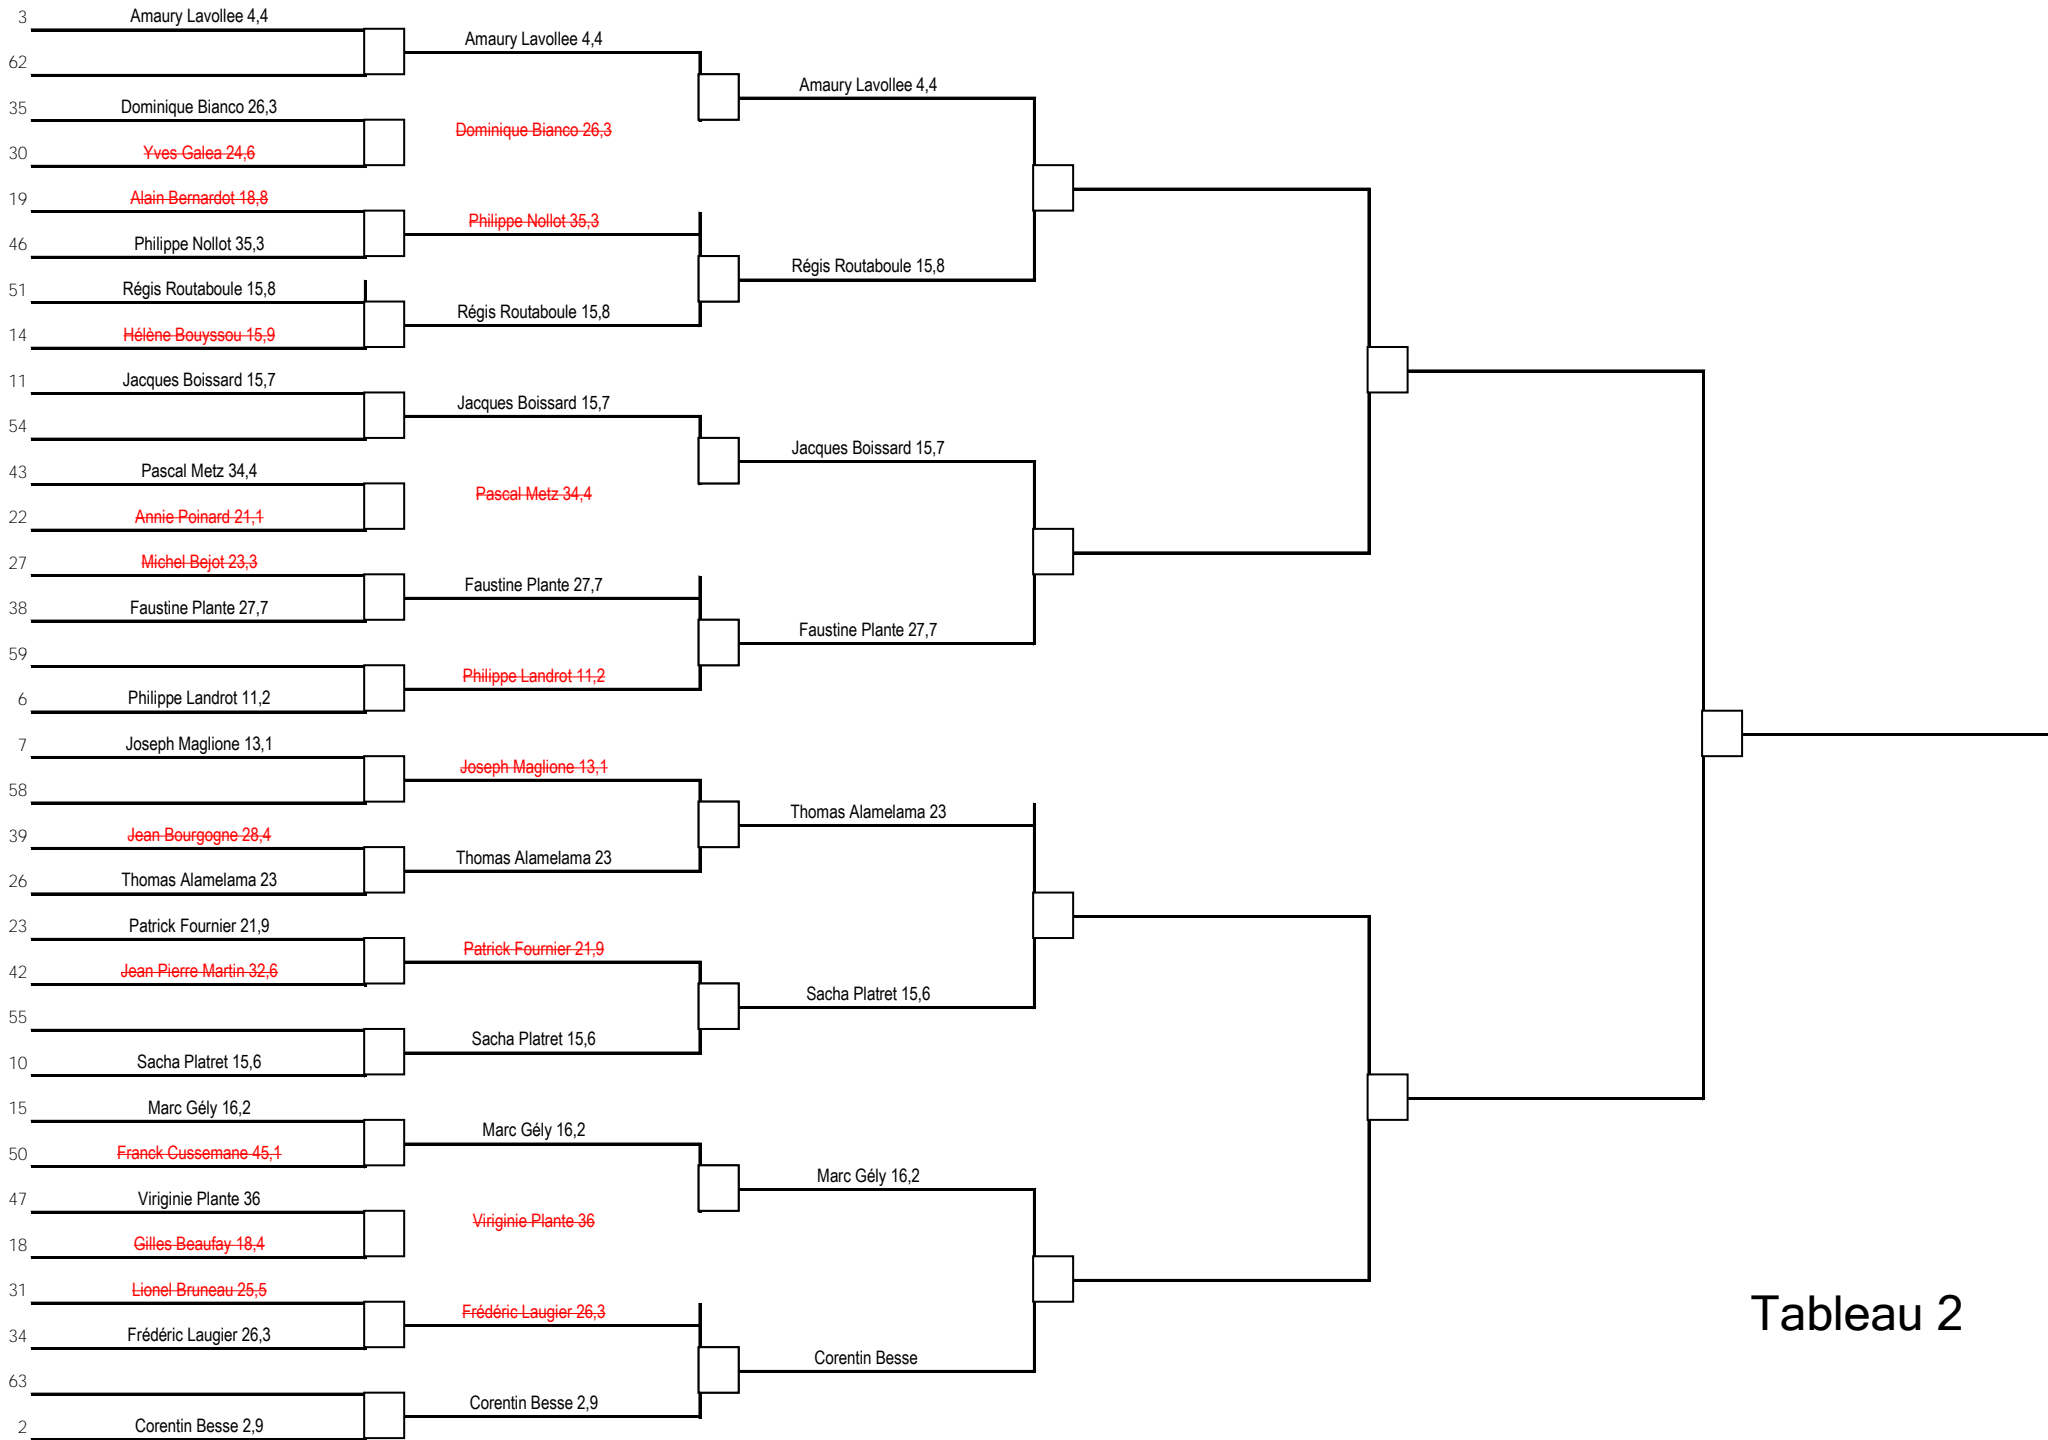 3 Amaury Lavollee 4,4
Amaury Lavollee 4,4
62
Amaury Lavollee 4,4
35 Dominique Bianco 26,3
Dominique Bianco 26,3
30 Yves Galea 24,6
19 Alain Bernardot 18,8
Philippe Nollot 35,3
46 Philippe Nollot 35,3
Régis Routaboule 15,8
51 Régis Routaboule 15,8
Régis Routaboule 15,8
14 Hélène Bouyssou 15,9
11 Jacques Boissard 15,7
Jacques Boissard 15,7
54
Jacques Boissard 15,7
43 Pascal Metz 34,4
Pascal Metz 34,4
22 Annie Poinard 21,1
27 Michel Bejot 23,3
Faustine Plante 27,7
38 Faustine Plante 27,7
Faustine Plante 27,7
59
Philippe Landrot 11,2
6 Philippe Landrot 11,2
7 Joseph Maglione 13,1
Joseph Maglione 13,1
58
Thomas Alamelama 23
39 Jean Bourgogne 28,4
Thomas Alamelama 23
26 Thomas Alamelama 23
23 Patrick Fournier 21,9
Patrick Fournier 21,9
42 Jean Pierre Martin 32,6
Sacha Platret 15,6
55
Sacha Platret 15,6
10 Sacha Platret 15,6
15 Marc Gély 16,2
Marc Gély 16,2
50 Franck Cussemane 45,1
Marc Gély 16,2
47 Viriginie Plante 36
Viriginie Plante 36
18 Gilles Beaufay 18,4
31 Lionel Bruneau 25,5
Frédéric Laugier 26,3
Tableau 2
34 Frédéric Laugier 26,3
Corentin Besse
63
Corentin Besse 2,9
2 Corentin Besse 2,9